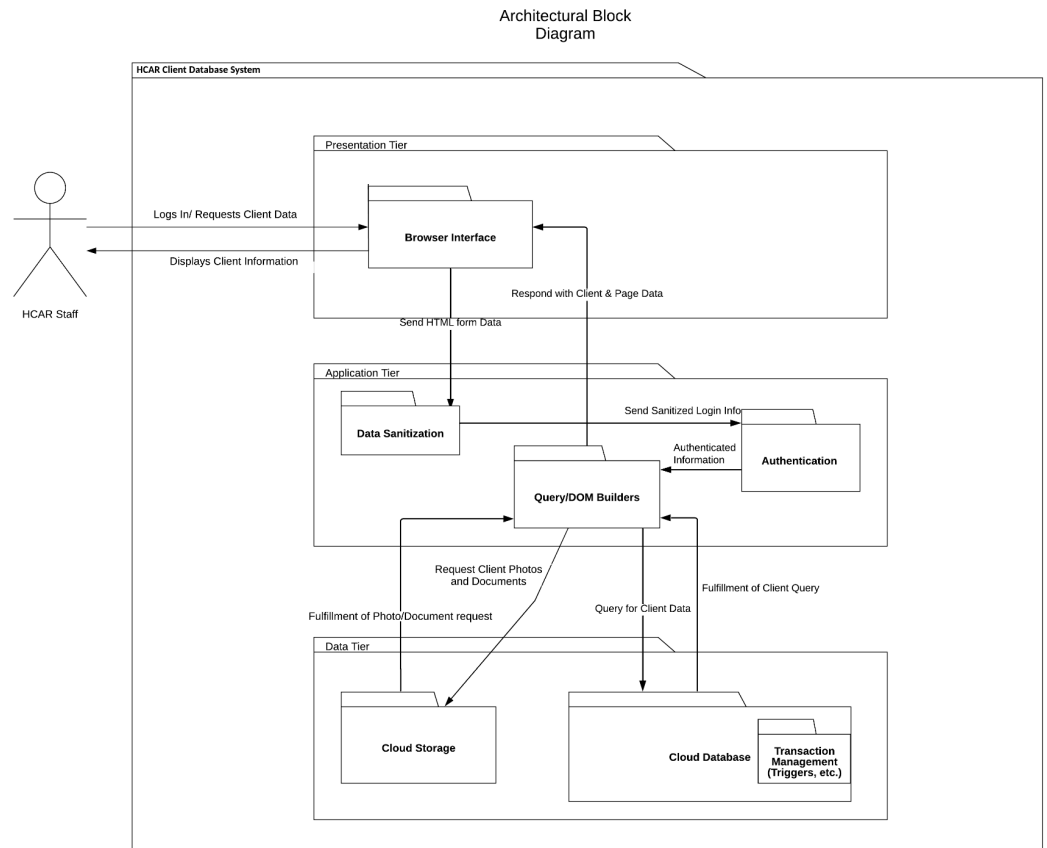 Architectural Block
Diagram
HCAR Client Database System
Presentation Tier
Browser Interface
Logs In/ Requests Client Data
Displays Client Information
HCAR Staff
Respond with Client & Page Data
Send HTML form Data
Application Tier
Data Sanitization
Send Sanitized Login Info
Authenticated
Information
Authentication
Query/DOM Builders
Request Client Photos
and Documents
Fulfillment of Client Query
Query for Client Data
Fulfillment of Photo/Document request
Data Tier
Cloud Storage
Cloud Database
Transaction
Management
(Triggers, etc.)